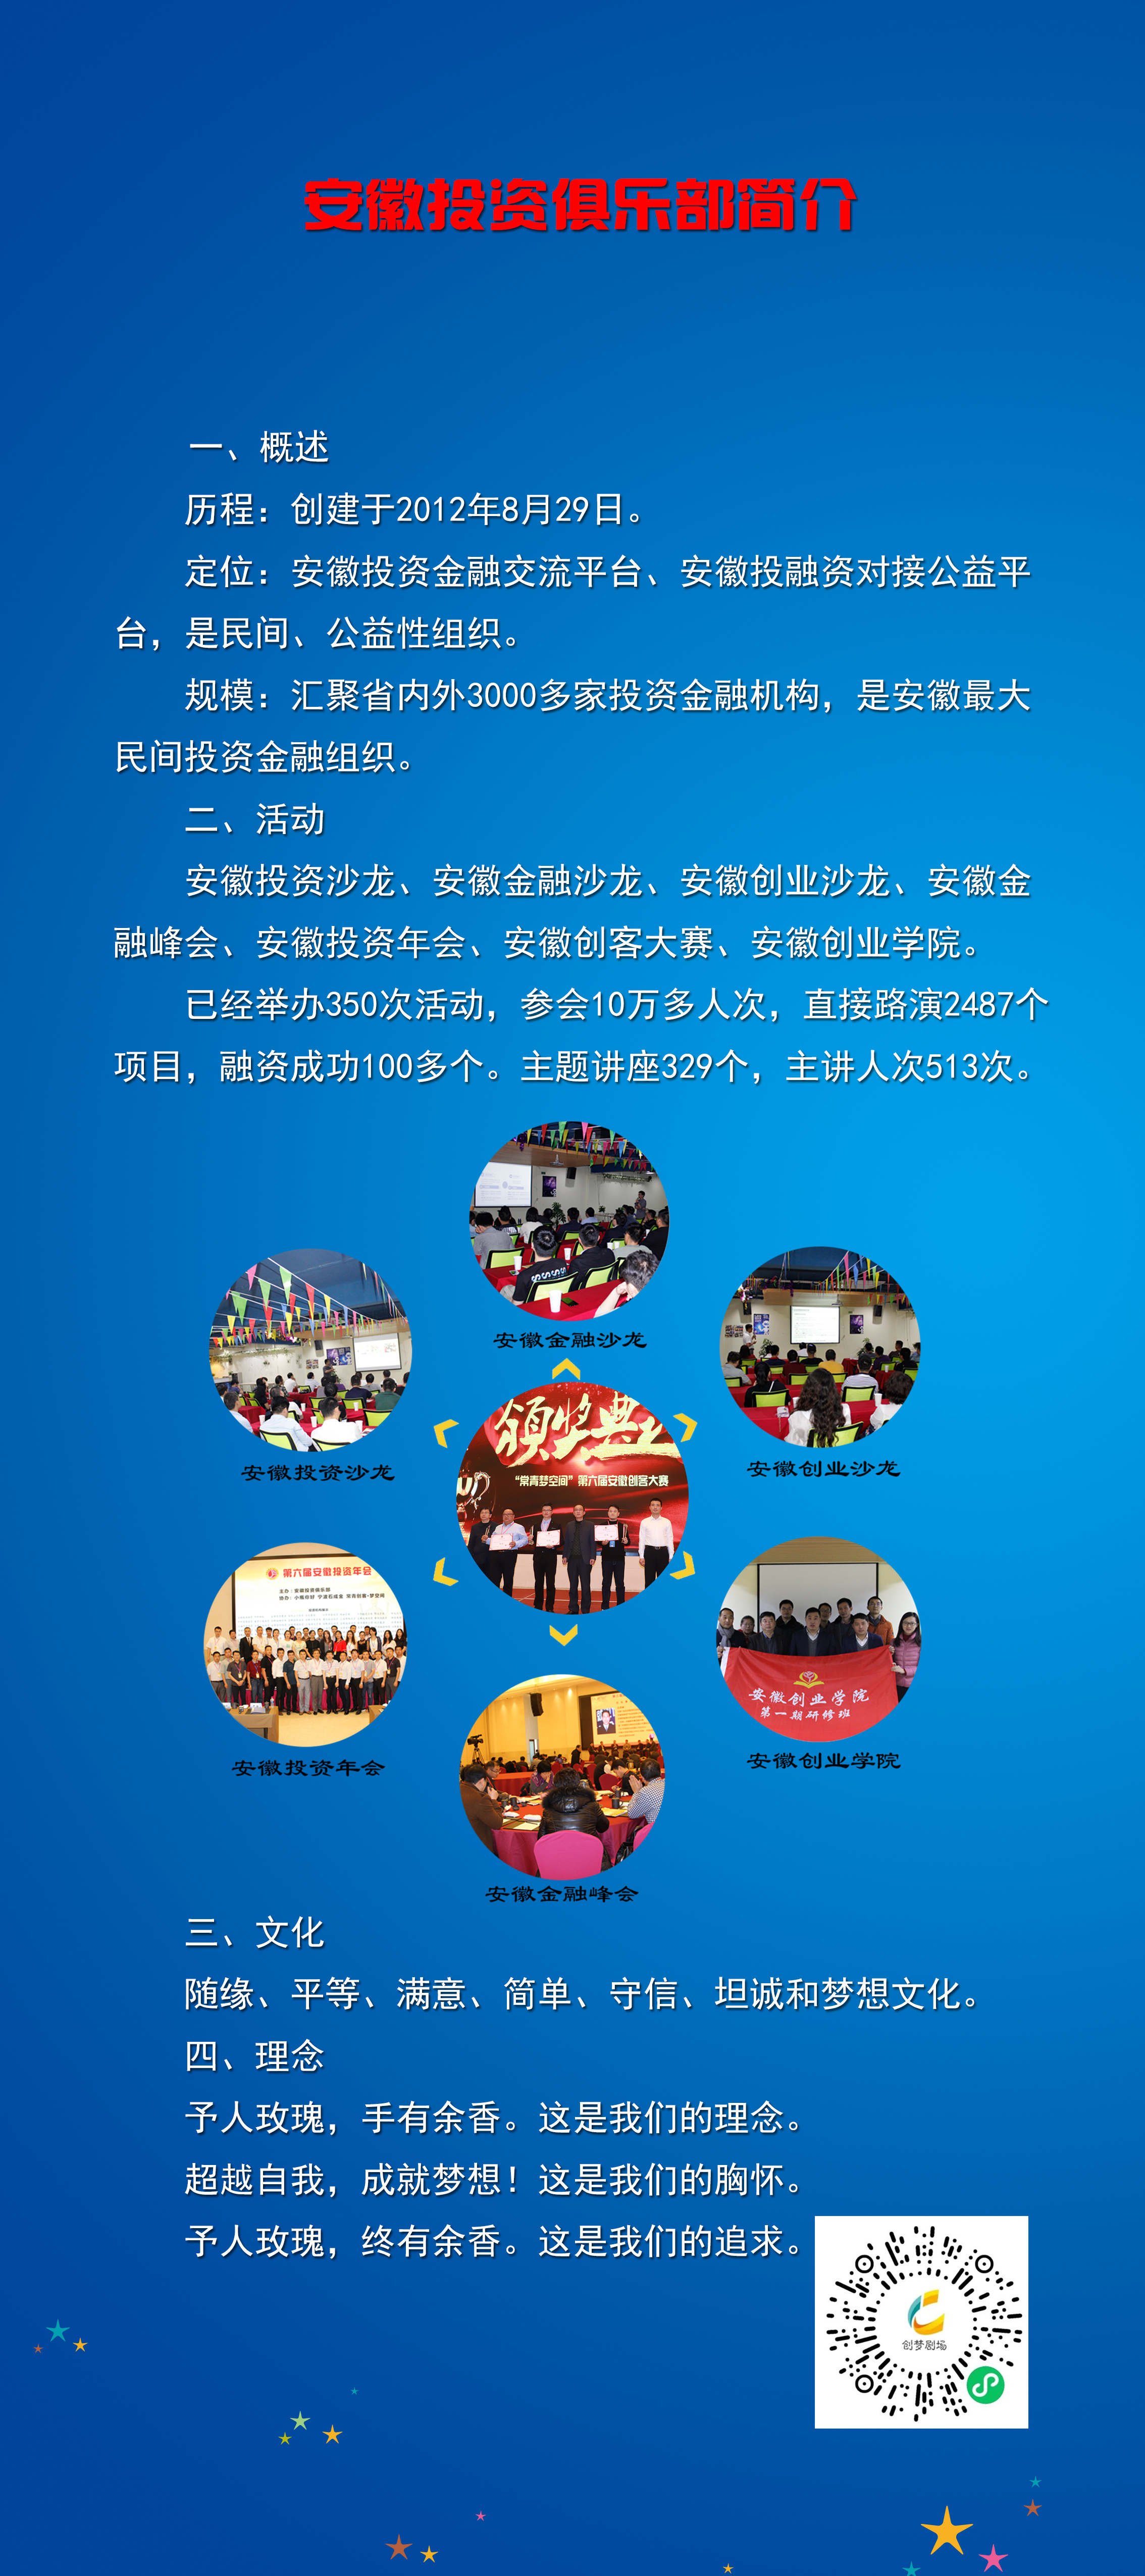 安徽投资俱乐部简介
一、概述
历程：创建于2012年8月29日。
定位：安徽投资金融交流平台、安徽投融资对接公益平
台，是民间、公益性组织。
规模：汇聚省内外3000多家投资金融机构，是安徽最大
民间投资金融组织。
二、活动
安徽投资沙龙、安徽金融沙龙、安徽创业沙龙、安徽金
融峰会、安徽投资年会、安徽创客大赛、安徽创业学院。
已经举办350次活动，参会10万多人次，直接路演2487个
项目，融资成功100多个。主题讲座329个，主讲人次513次。
安徽金融沙龙
安徽投资沙龙
安徽创业沙龙
颁奖典
“常青梦空间”第六届安徽创客大赛
第六届安徽投资年会
主办：安徽投资俱乐部
安徽创业学院
第一期研修班
安徽投资年会
安徽创业学院
安徽金融峰会
三、文化
随缘、平等、满意、简单、守信、坦诚和梦想文化。
四、理念
予人玫瑰，手有余香。这是我们的理念。
超越自我，成就梦想！这是我们的胸怀。
予人玫瑰，终有余香。这是我们的追求。
创梦剧场